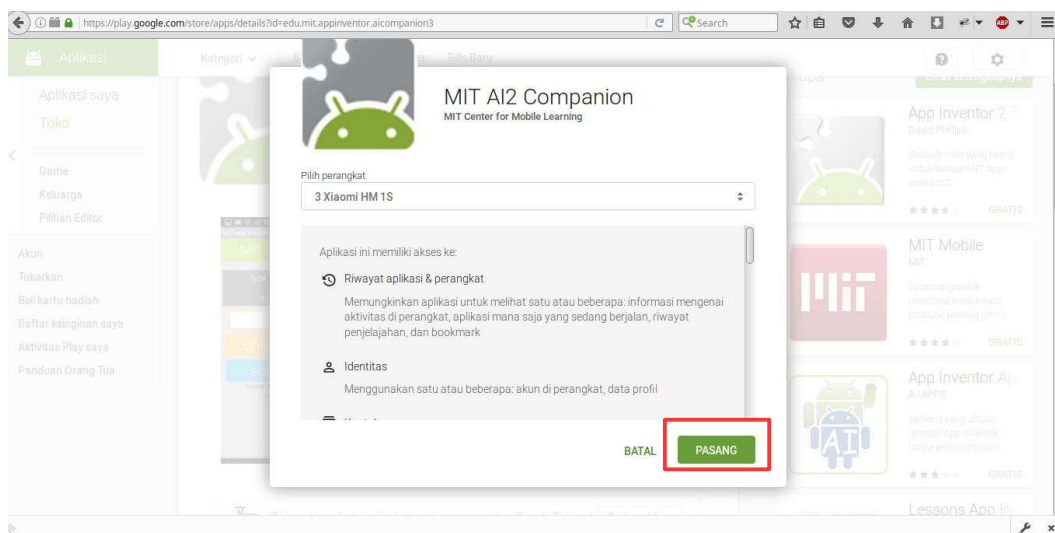 https://play.google.com/store/apps/details?id=edu.mit.appinventor.aicompanion3
Search
ABP
Aplikasi
Kategori
Rilis Baru
Aplikasi saya
Toko
Game
Keluarga
Pilihan Editor
Akun
Tukarkan
Beli kartu hadiah
Daftar keinginan saya
Aktivitas Play saya
Panduan Orang Tua
MIT AI2 Companion
MIT Center for Mobile Learning
Pilih perangkat
3 Xiaomi HM 1S
Aplikasi ini memiliki akses ke:
Riwayat aplikasi & perangkat
Memungkinkan aplikasi untuk melihat satu atau beberapa: informasi mengenai
aktivitas di perangkat, aplikasi mana saja yang sedang berjalan, riwayat
penjelajahan, dan bookmark
Identitas
Menggunakan satu atau beberapa: akun di perangkat, data profil
BATAL
PASANG
App Inventor 2
David Phillips
GRATIS
MIT Mobile
MIT
GRATIS
App Inventor Ap
AI APPS
AI
GRATIS
Lessons App In